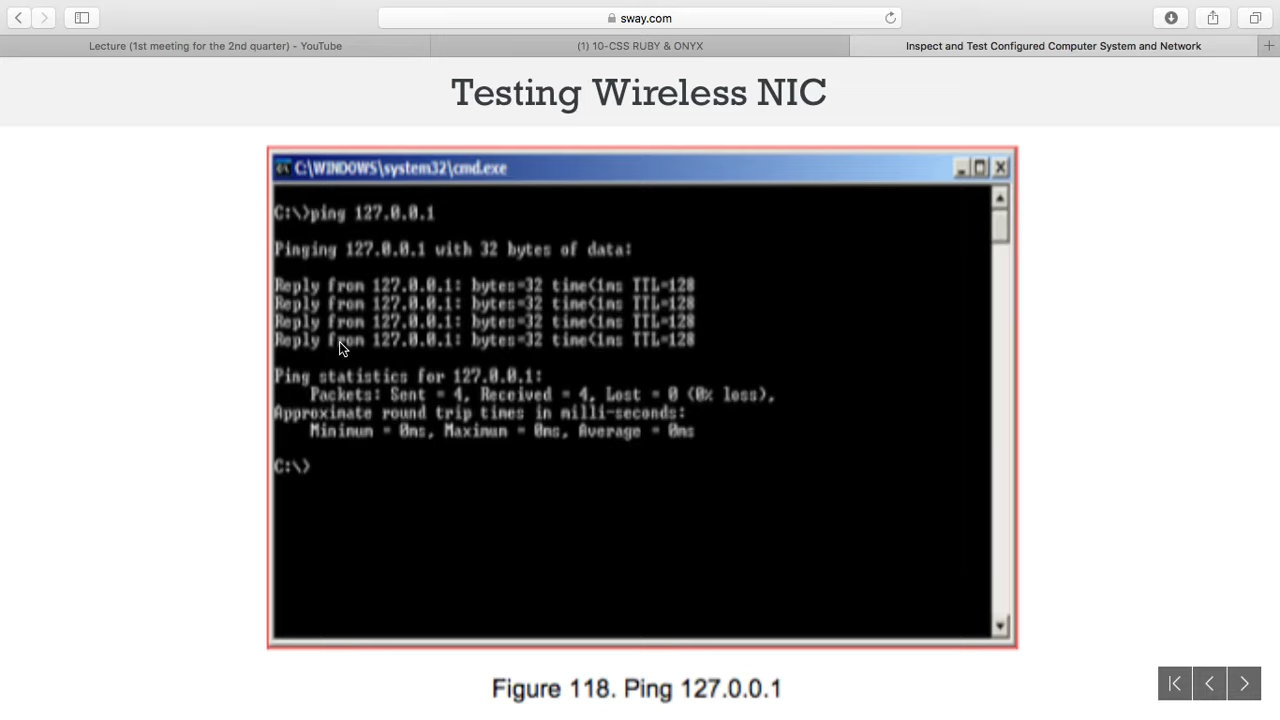 sway.com
Lecture (1st meeting for the 2nd quarter) - YouTube
(1) 10-CSS RUBY & ONYX
Inspect and Test Configured Computer System and Network
Testing Wireless NIC
C:\WINDOWS\system32\cmd.exe
C:\>ping 127.0.0.1
Pinging 127.0.0.1 with 32 bytes of data:
Reply from 127.0.0.1: bytes=32 time<1ms TTL=128
Reply from 127.0.0.1: bytes=32 time<1ms TTL=128
Reply from 127.0.0.1: bytes=32 time<1ms TTL=128
Reply from 127.0.0.1: bytes=32 time<1ms TTL=128
Ping statistics for 127.0.0.1:
Packets: Sent = 4, Received = 4, Lost = 0 (0% loss),
Approximate round trip times in milli-seconds:
Minimum = 0ms, Maximum = 0ms, Average = 0ms
C:\>
Figure 118. Ping 127.0.0.1